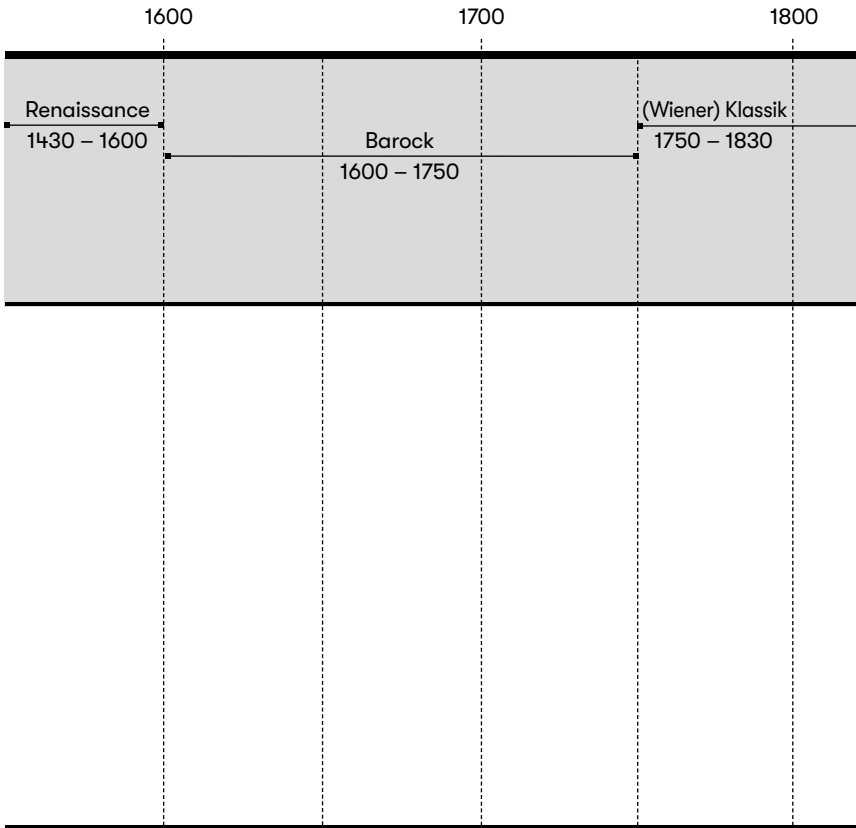 1600 1700 1800
Renaissance
1430 – 1600
Barock
1600 – 1750
(Wiener) Klassik
1750 – 1830